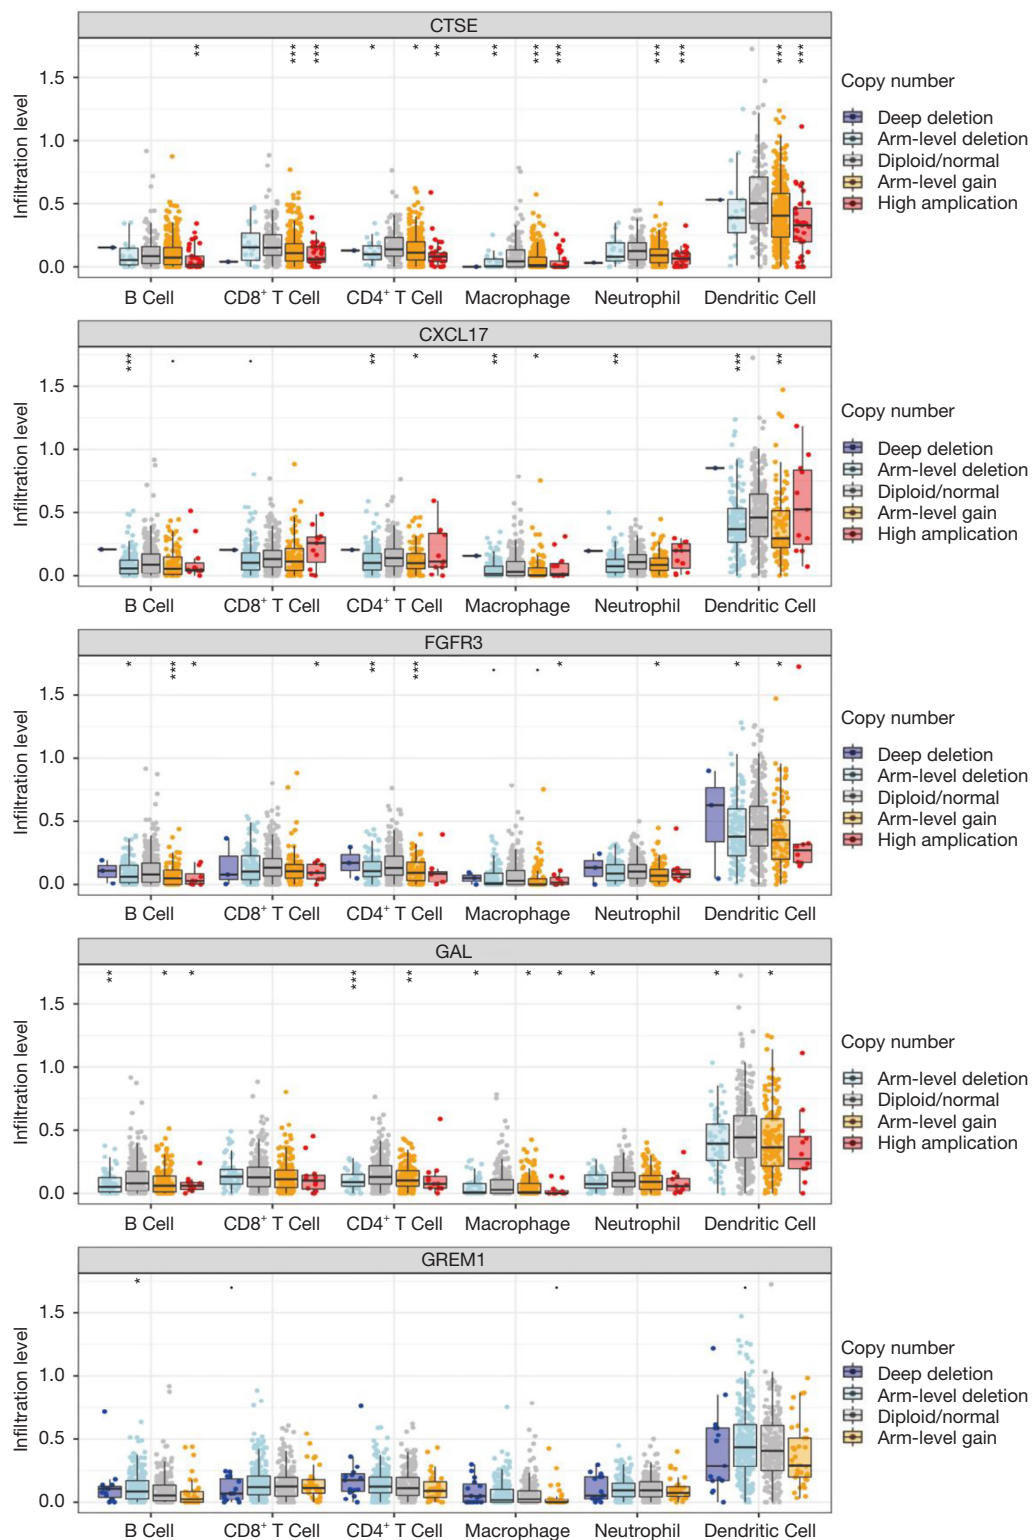 CTSE
** *** *** * * ** ** *** *** *** *** *** ***
Infiltration level
1.5
1.0
0.5
0.0
B Cell CD8+ T Cell CD4+ T Cell Macrophage Neutrophil Dendritic Cell
Copy number
Deep deletion
Arm-level deletion
Diploid/normal
Arm-level gain
High amplication
CXCL17
*** . . ** * ** * ** *** **
Infiltration level
1.5
1.0
0.5
0.0
B Cell CD8+ T Cell CD4+ T Cell Macrophage Neutrophil Dendritic Cell
Copy number
Deep deletion
Arm-level deletion
Diploid/normal
Arm-level gain
High amplication
FGFR3
* *** * * ** *** . . * * * *
Infiltration level
1.5
1.0
0.5
0.0
B Cell CD8+ T Cell CD4+ T Cell Macrophage Neutrophil Dendritic Cell
Copy number
Deep deletion
Arm-level deletion
Diploid/normal
Arm-level gain
High amplication
GAL
** * * *** ** * * * * * *
Infiltration level
1.5
1.0
0.5
0.0
B Cell CD8+ T Cell CD4+ T Cell Macrophage Neutrophil Dendritic Cell
Copy number
Arm-level deletion
Diploid/normal
Arm-level gain
High amplication
GREM1
* . . .
Infiltration level
1.5
1.0
0.5
0.0
B Cell CD8+ T Cell CD4+ T Cell Macrophage Neutrophil Dendritic Cell
Copy number
Deep deletion
Arm-level deletion
Diploid/normal
Arm-level gain